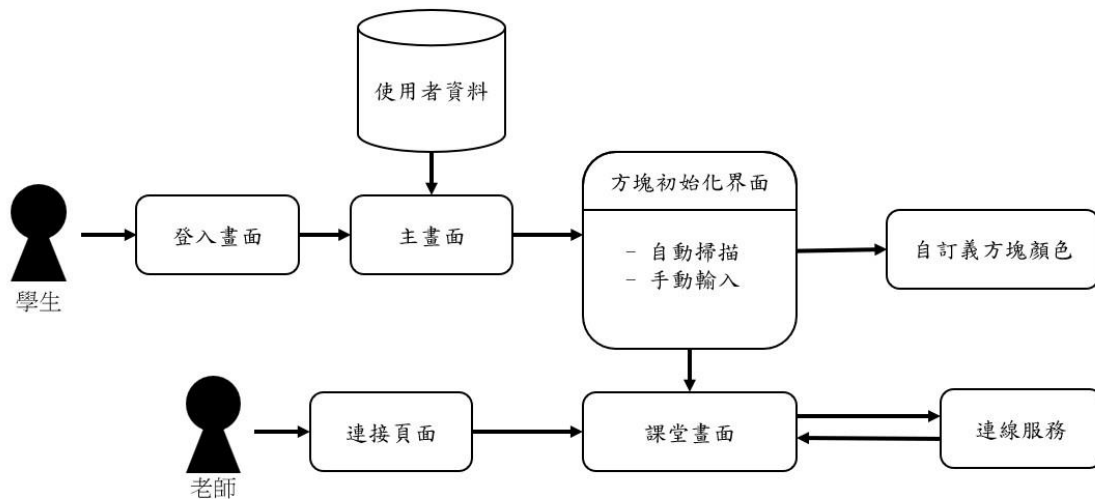 使用者資料
方塊初始化界面
登入畫面
主畫面
- 自動掃描
- 手動輸入
自訂義方塊顏色
學生
連接頁面
課堂畫面
連線服務
老師